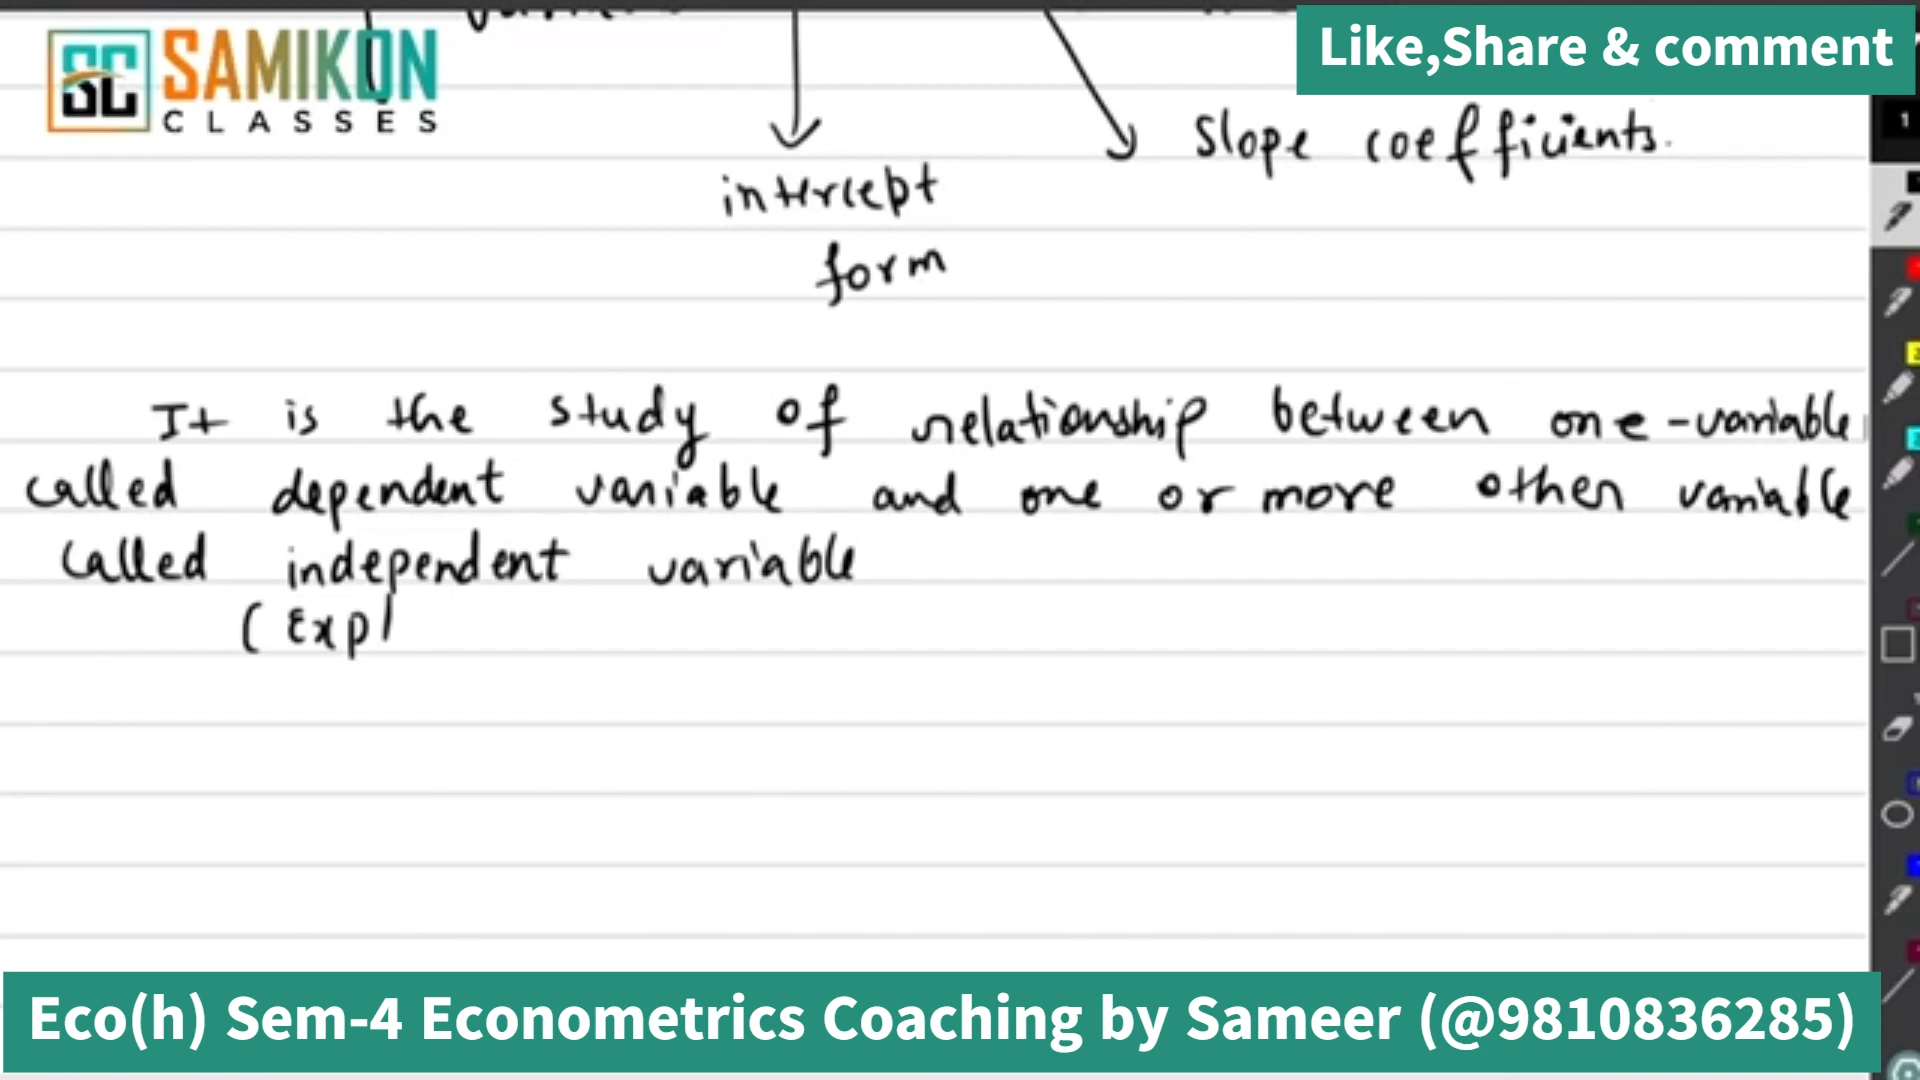 SC SAMIKON
CLASSES
Like,Share & comment
Slope coefficients.
intercept
form
It is the study of relationship between one-variable
called dependent variable and one or more other variable
called independent variable
(Expl
Eco(h) Sem-4 Econometrics Coaching by Sameer (@9810836285)